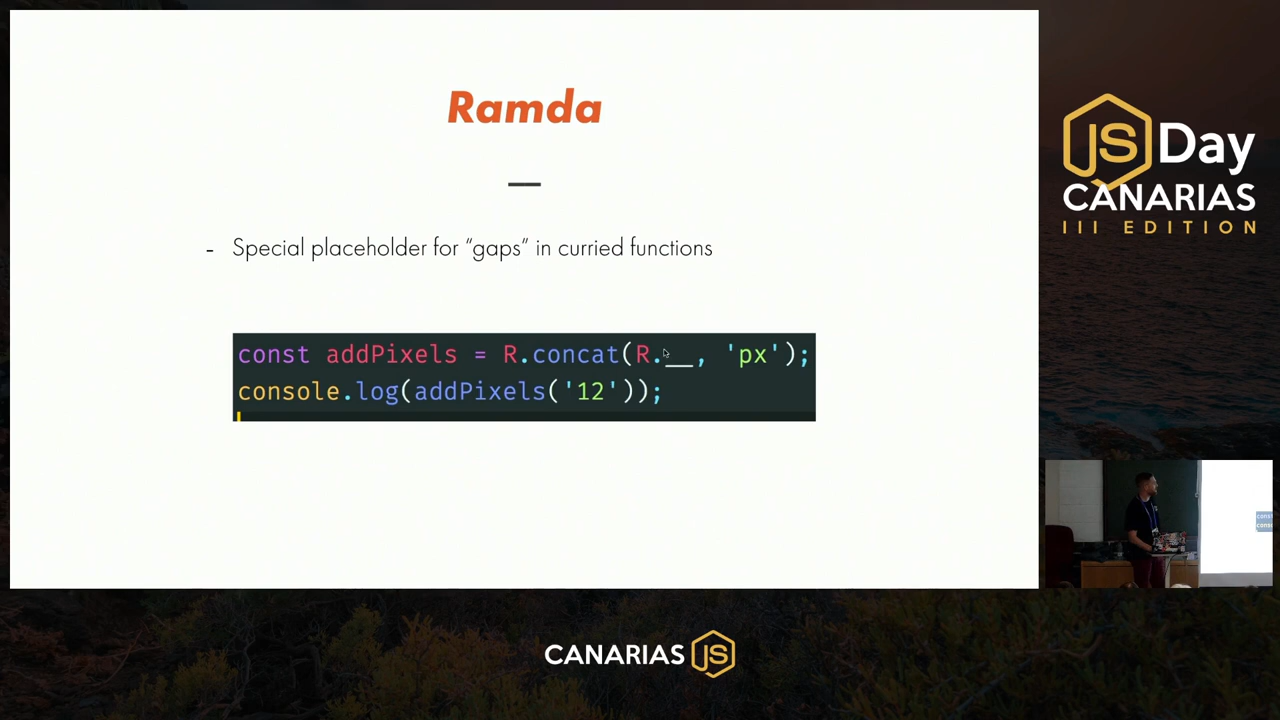 Ramda
- Special placeholder for “gaps” in curried functions
const addPixels = R.concat(R.__, 'px');
console.log(addPixels('12'));
JS Day
CANARIAS
III EDITION
CANARIAS JS